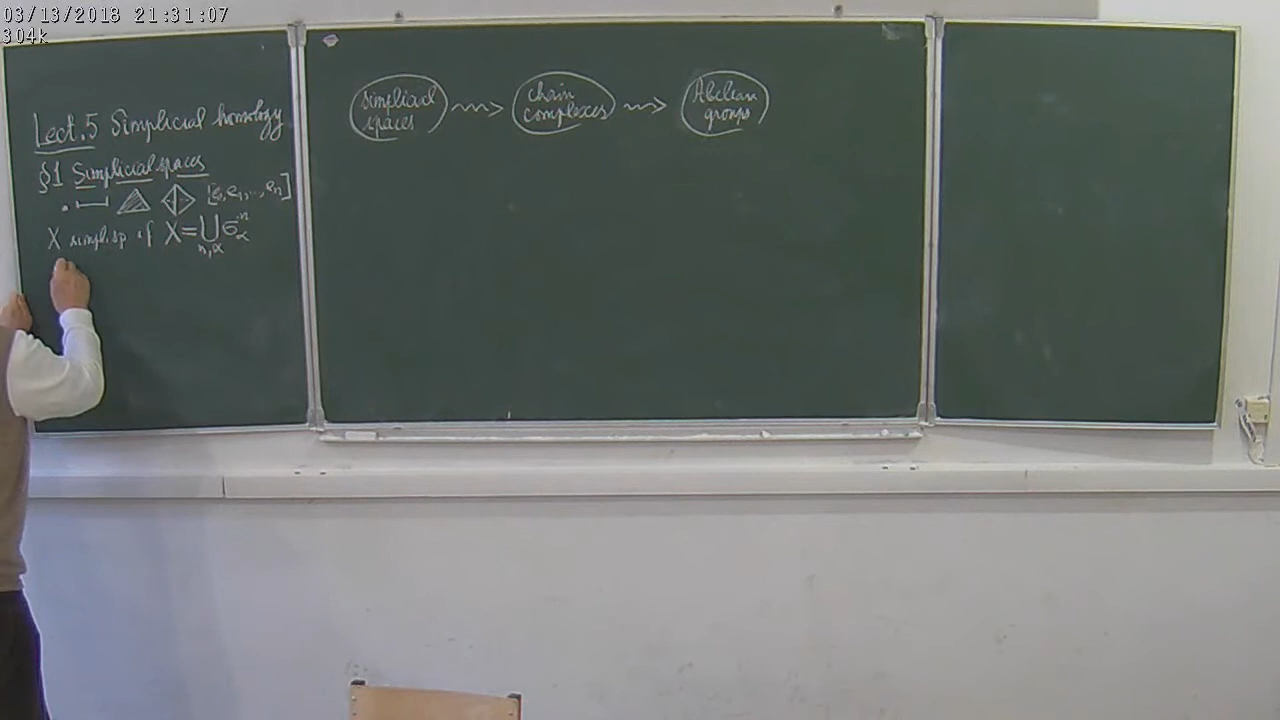 03/13/2018 21:31:07
304k
Lect.5 Simplicial homology
§1 Simplicial spaces
[e₀, e₁, ..., eₙ]
X simpl. sp if X = ⋃ σ_α^n
n, α
simplicial spaces ⇝ chain complexes ⇝ Abelian groups